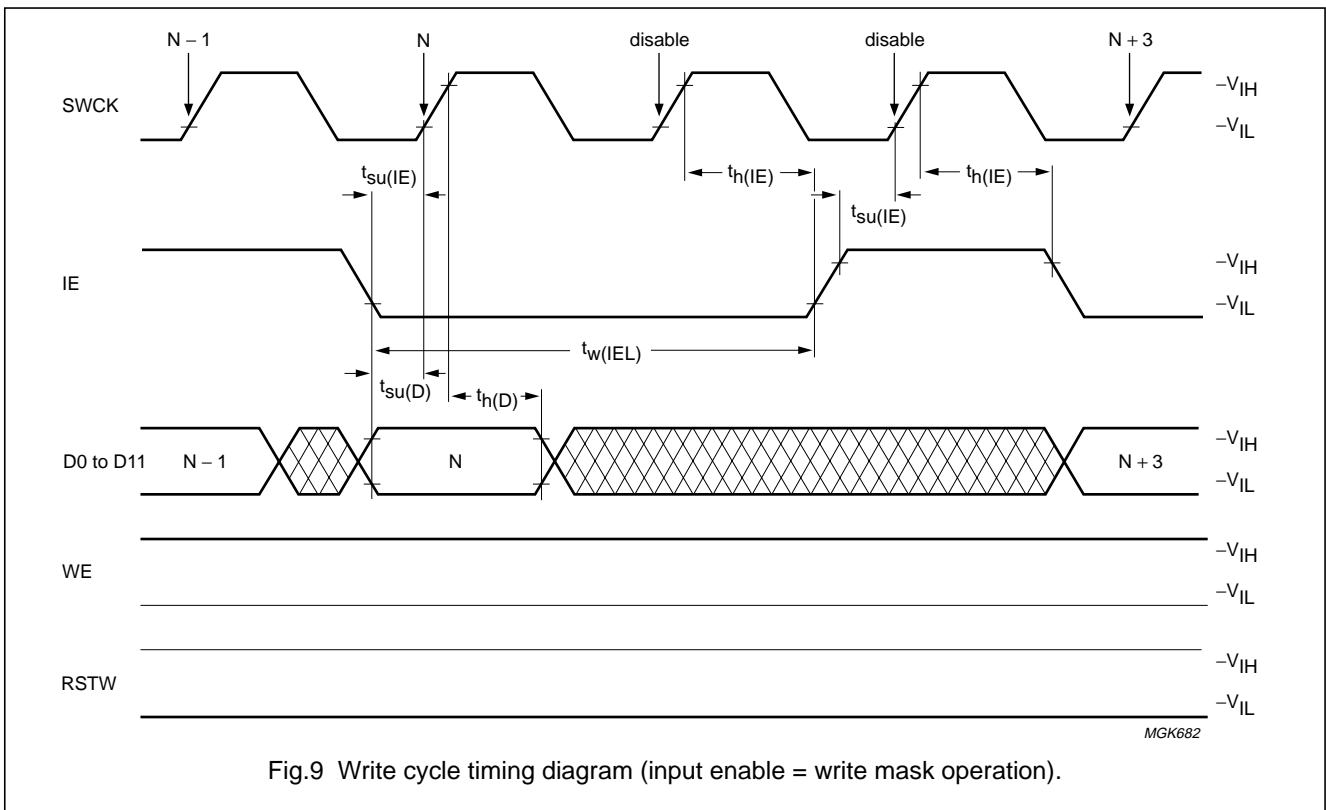 N – 1 N disable disable N + 3
SWCK
–VIH
–VIL
tsu(IE) th(IE) th(IE)
tsu(IE)
IE
–VIH
–VIL
tw(IEL)
tsu(D) th(D)
D0 to D11 N – 1 N N + 3
–VIH
–VIL
WE
–VIH
–VIL
RSTW
–VIH
–VIL
MGK682
Fig.9 Write cycle timing diagram (input enable = write mask operation).